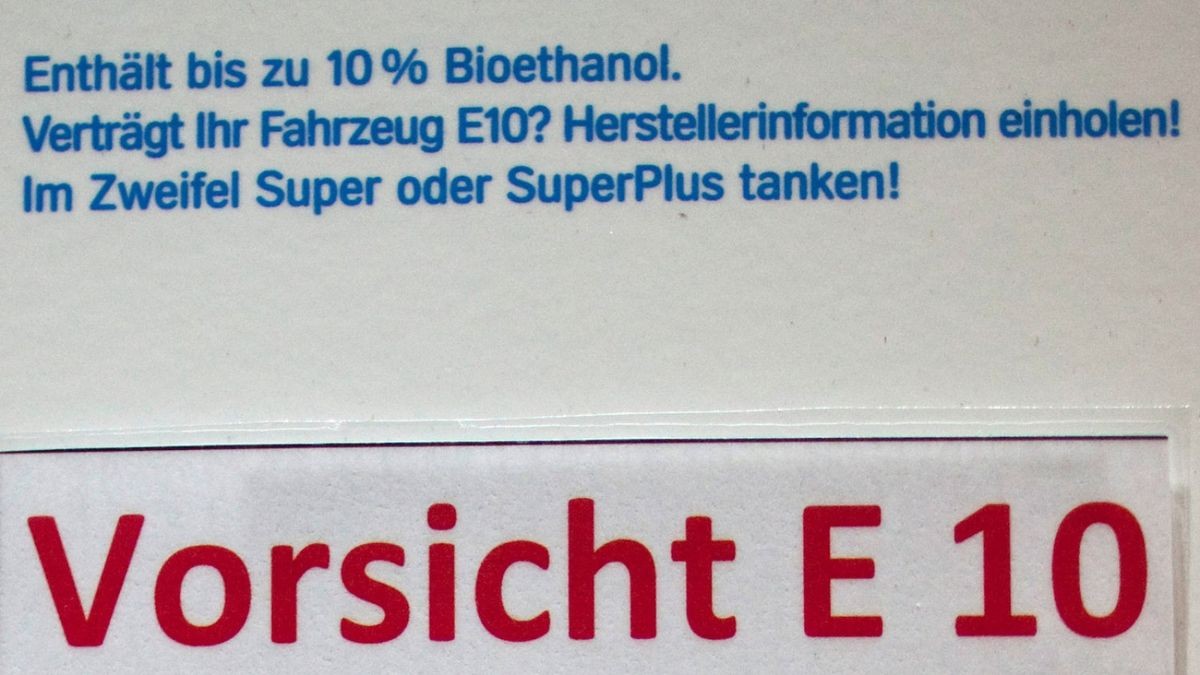 Enthält bis zu 10 % Bioethanol.
Verträgt Ihr Fahrzeug E10? Herstellerinformation einholen!
Im Zweifel Super oder SuperPlus tanken!
Vorsicht E 10